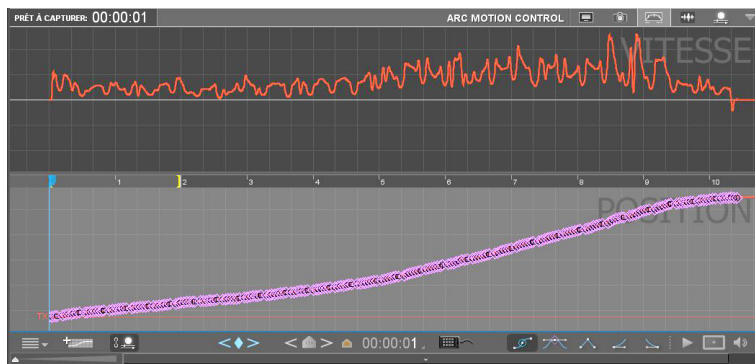 PRÊT À CAPTURER: 00:00:01 ARC MOTION CONTROL
VITESSE
1 2 3 4 5 6 7 8 9 10
POSITION
TX
00:00:01